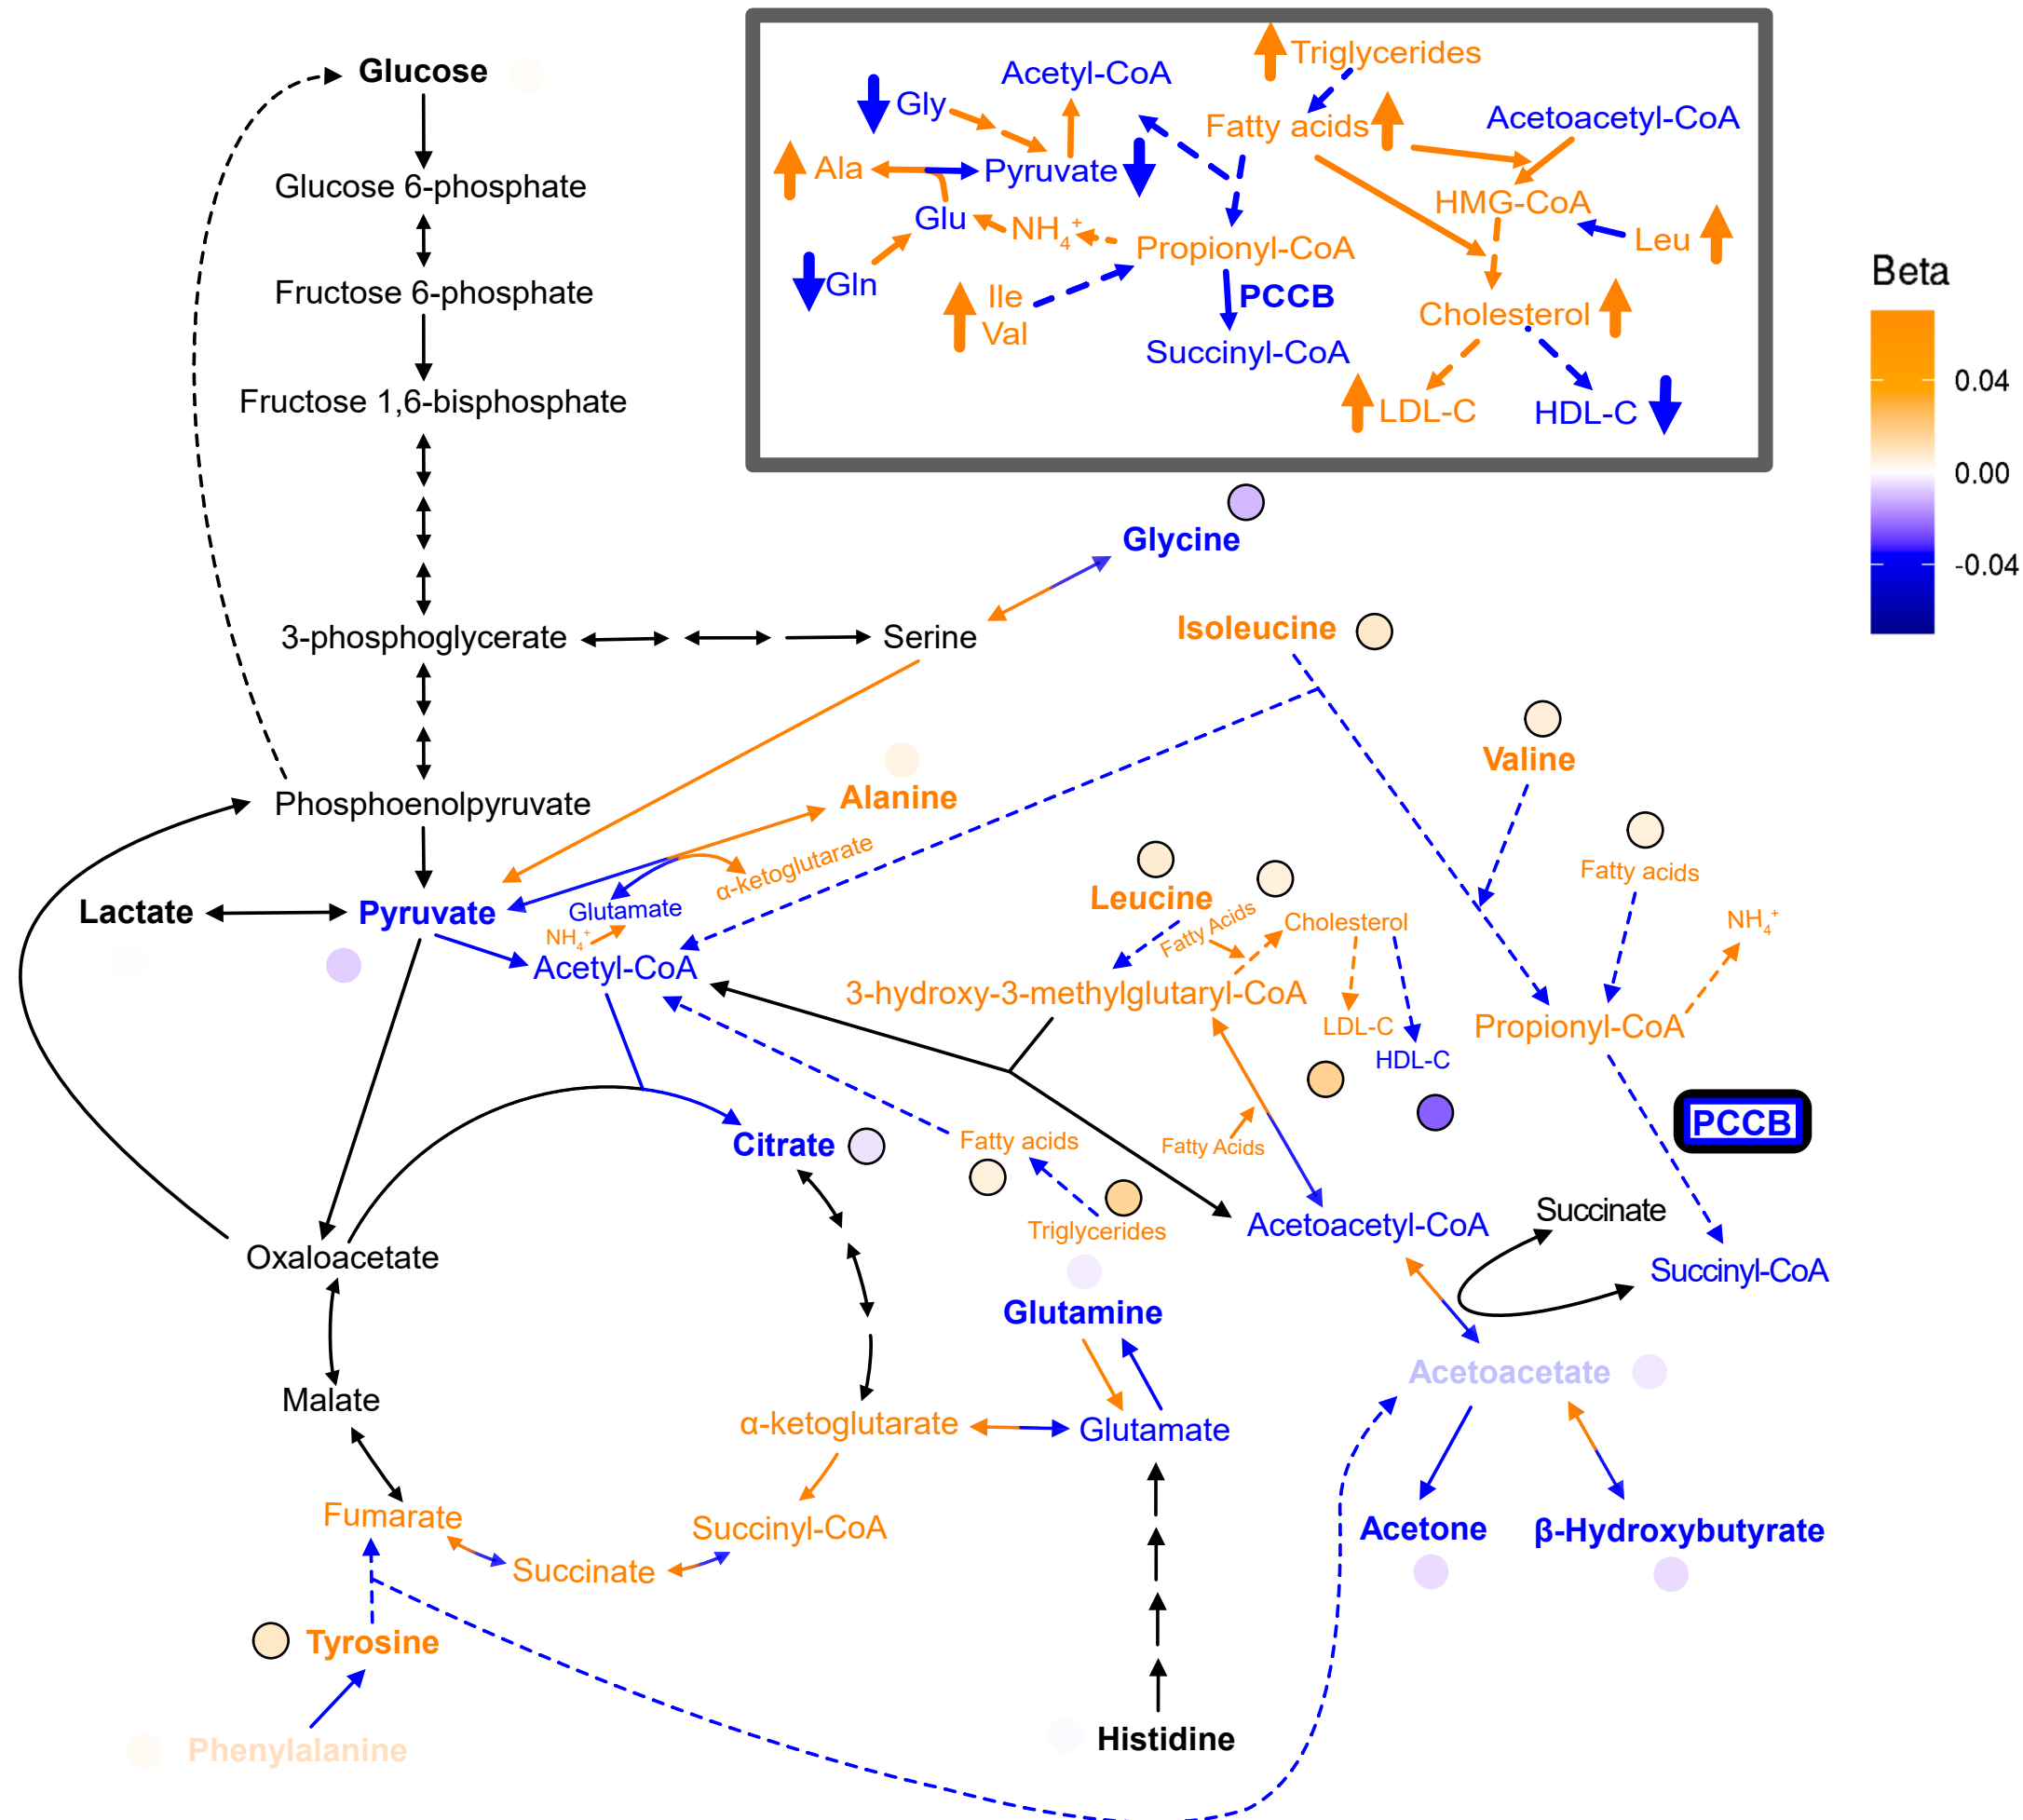 Glucose
Glucose 6-phosphate
Fructose 6-phosphate
Fructose 1,6-bisphosphate
3-phosphoglycerate
Serine
Phosphoenolpyruvate
Lactate
Pyruvate
Triglycerides
Acetyl-CoA
Gly
Fatty acids
Acetoacetyl-CoA
Ala
Pyruvate
HMG-CoA
Glu
NH4+
Leu
Propionyl-CoA
Gln
Ile
Val
PCCB
Cholesterol
Succinyl-CoA
LDL-C
HDL-C
Beta
0.04
0.00
-0.04
Glycine
Isoleucine
Valine
Alanine
α-ketoglutarate
Glutamate
NH4+
Acetyl-CoA
Leucine
Fatty Acids
Cholesterol
Fatty acids
NH4+
3-hydroxy-3-methylglutaryl-CoA
LDL-C
HDL-C
Propionyl-CoA
PCCB
Citrate
Fatty acids
Fatty Acids
Triglycerides
Acetoacetyl-CoA
Succinate
Succinyl-CoA
Oxaloacetate
Glutamine
Malate
Acetoacetate
α-ketoglutarate
Glutamate
Fumarate
Succinyl-CoA
Succinate
Acetone
β-Hydroxybutyrate
Tyrosine
Phenylalanine
Histidine